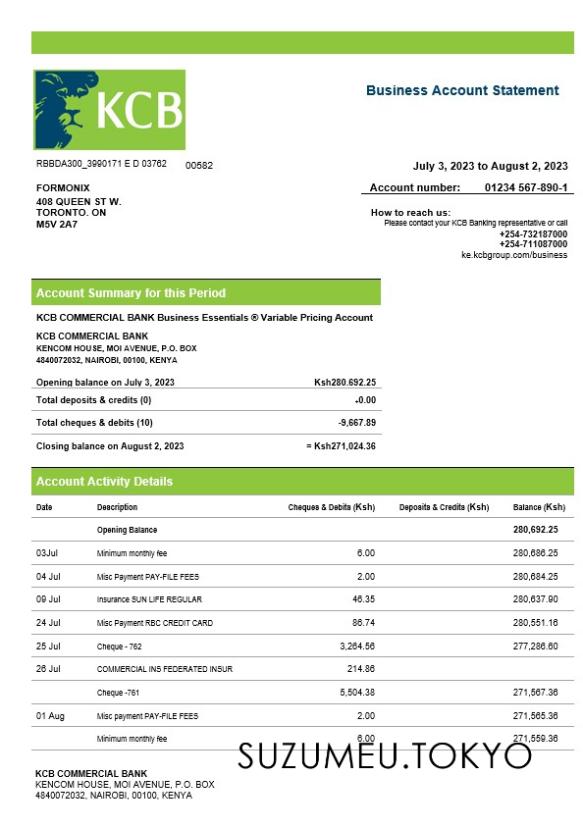 KCB
Business Account Statement
RBBDA300_3990171 E D 03762 00582
July 3, 2023 to August 2, 2023
FORMONIX
408 QUEEN ST W.
TORONTO. ON
M5V 2A7
Account number: 01234 567-890-1
How to reach us:
Please contact your KCB Banking representative or call
+254-732187000
+254-711087000
ke.kcbgroup.com/business
Account Summary for this Period
KCB COMMERCIAL BANK Business Essentials ® Variable Pricing Account
KCB COMMERCIAL BANK
KENCOM HOUSE, MOI AVENUE, P.O. BOX
4840072032, NAIROBI, 00100, KENYA
Opening balance on July 3, 2023 Ksh280.692.25
Total deposits & credits (0) -0.00
Total cheques & debits (10) -9,667.89
Closing balance on August 2, 2023 = Ksh271,024.36
Account Activity Details
Date Description Cheques & Debits (Ksh) Deposits & Credits (Ksh) Balance (Ksh)
Opening Balance 280,692.25
03Jul Minimum monthly fee 6.00 280,686.25
04 Jul Misc Payment PAY-FILE FEES 2.00 280,684.25
09 Jul Insurance SUN LIFE REGULAR 46.35 280,637.90
24 Jul Misc Payment RBC CREDIT CARD 86.74 280,551.16
25 Jul Cheque - 762 3,264.56 277,286.60
26 Jul COMMERCIAL INS FEDERATED INSUR 214.86
Cheque -761 5,504.38 271,567.36
01 Aug Misc payment PAY-FILE FEES 2.00 271,565.36
Minimum monthly fee 6.00 271,559.36
SUZUMEU.TOKYO
KCB COMMERCIAL BANK
KENCOM HOUSE, MOI AVENUE, P.O. BOX
4840072032, NAIROBI, 00100, KENYA